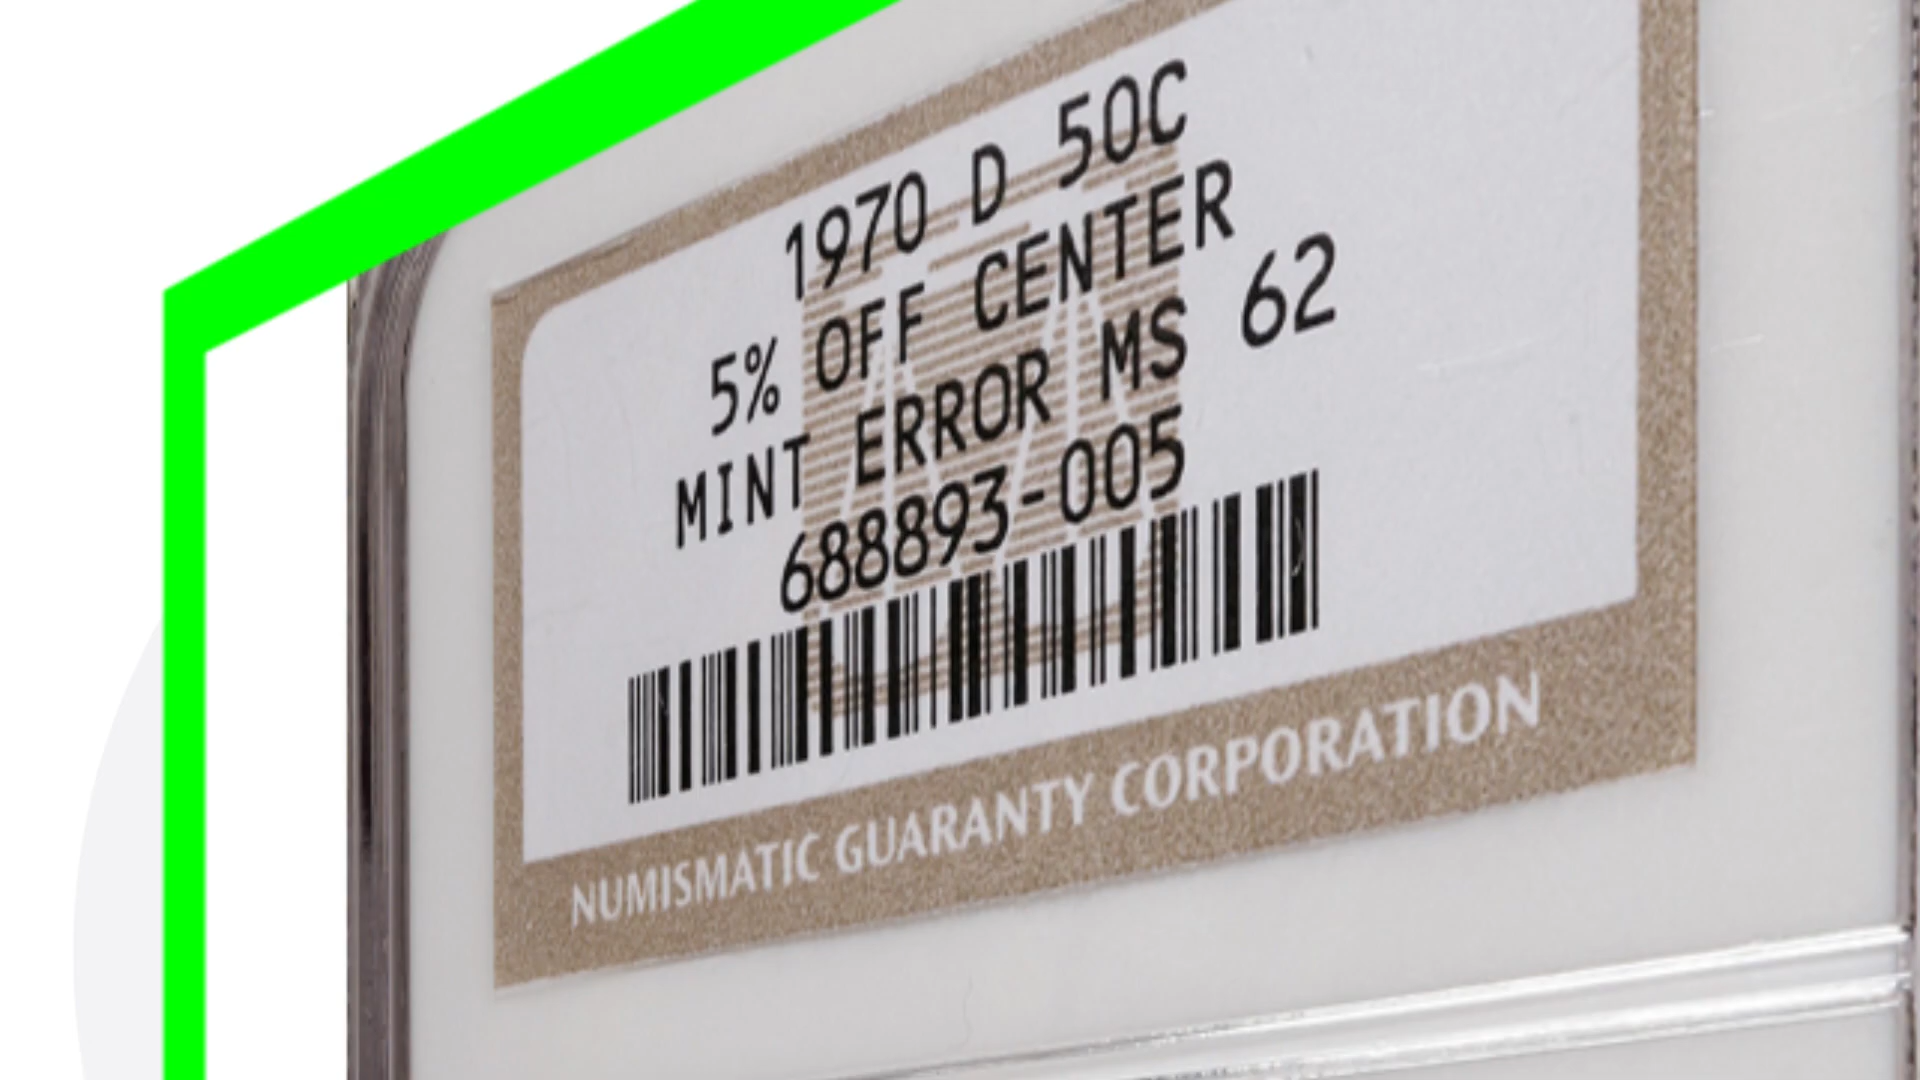 1970 D 50C
5% OFF CENTER
MINT ERROR MS 62
688893-005
NUMISMATIC GUARANTY CORPORATION